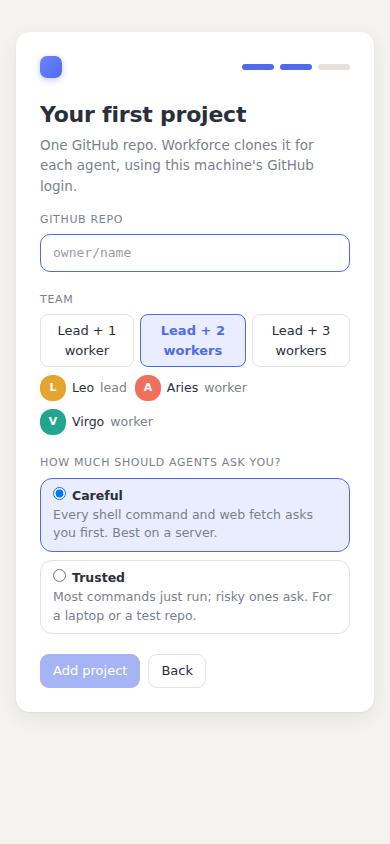 Your first project
One GitHub repo. Workforce clones it for
each agent, using this machine's GitHub
login.
GITHUB REPO
owner/name
TEAM
Lead + 1
worker
Lead + 2
workers
Lead + 3
workers
L Leo lead A Aries worker
V Virgo worker
HOW MUCH SHOULD AGENTS ASK YOU?
Careful
Every shell command and web fetch asks
you first. Best on a server.
Trusted
Most commands just run; risky ones ask. For
a laptop or a test repo.
Add project Back